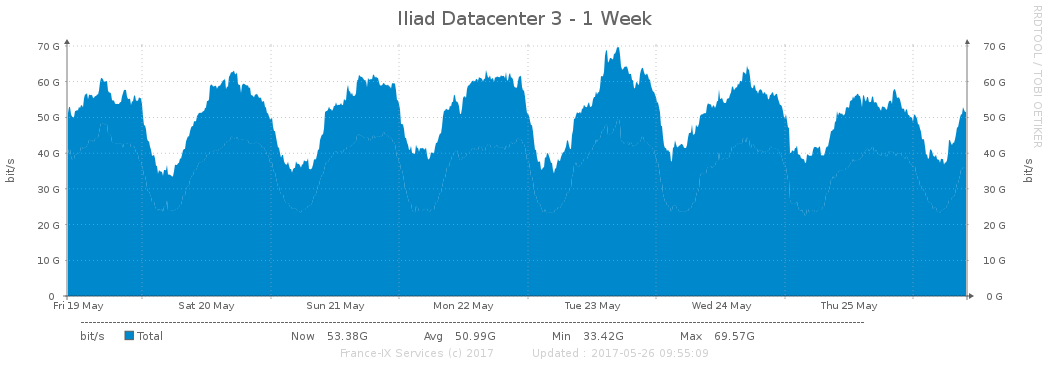 Iliad Datacenter 3 - 1 Week
RRDTOOL / TOBI OETIKER
70 G 70 G
60 G 60 G
50 G 50 G
40 G 40 G
30 G 30 G
20 G 20 G
10 G 10 G
0 0 G
bit/s bit/s
Fri 19 May Sat 20 May Sun 21 May Mon 22 May Tue 23 May Wed 24 May Thu 25 May
bit/s Total Now 53.38G Avg 50.99G Min 33.42G Max 69.57G
France-IX Services (c) 2017 Updated : 2017-05-26 09:55:09